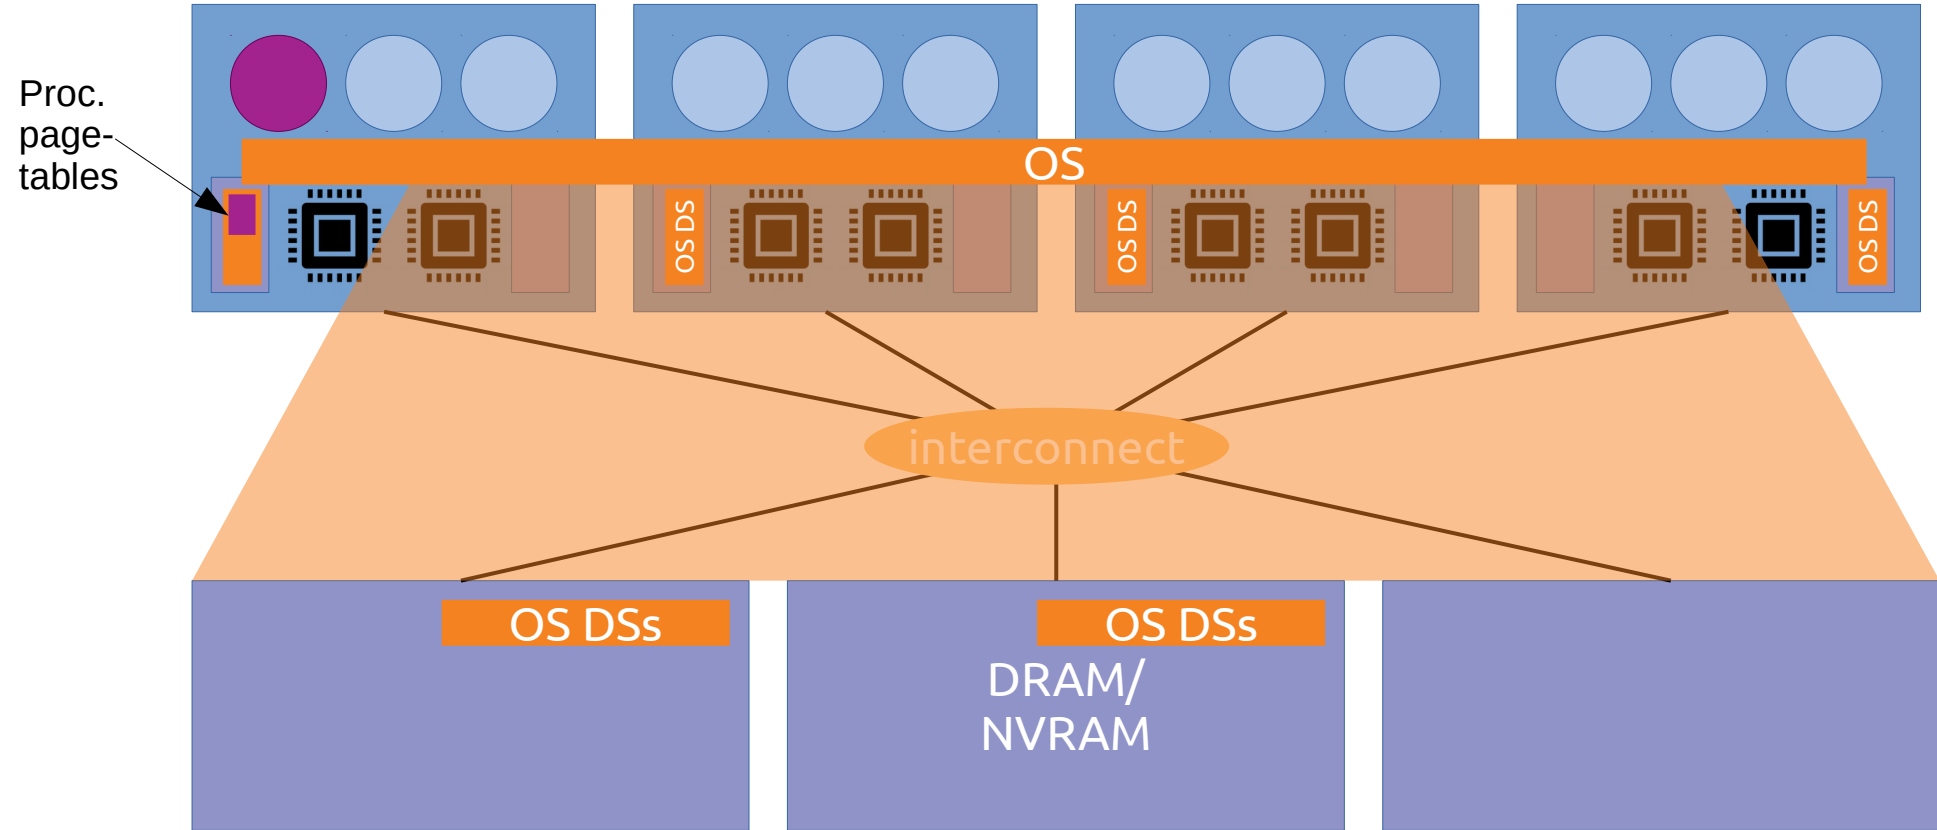 Proc.
page-
tables
OS
OS DS
OS DS
OS DS
interconnect
OS DSs
OS DSs
DRAM/
NVRAM